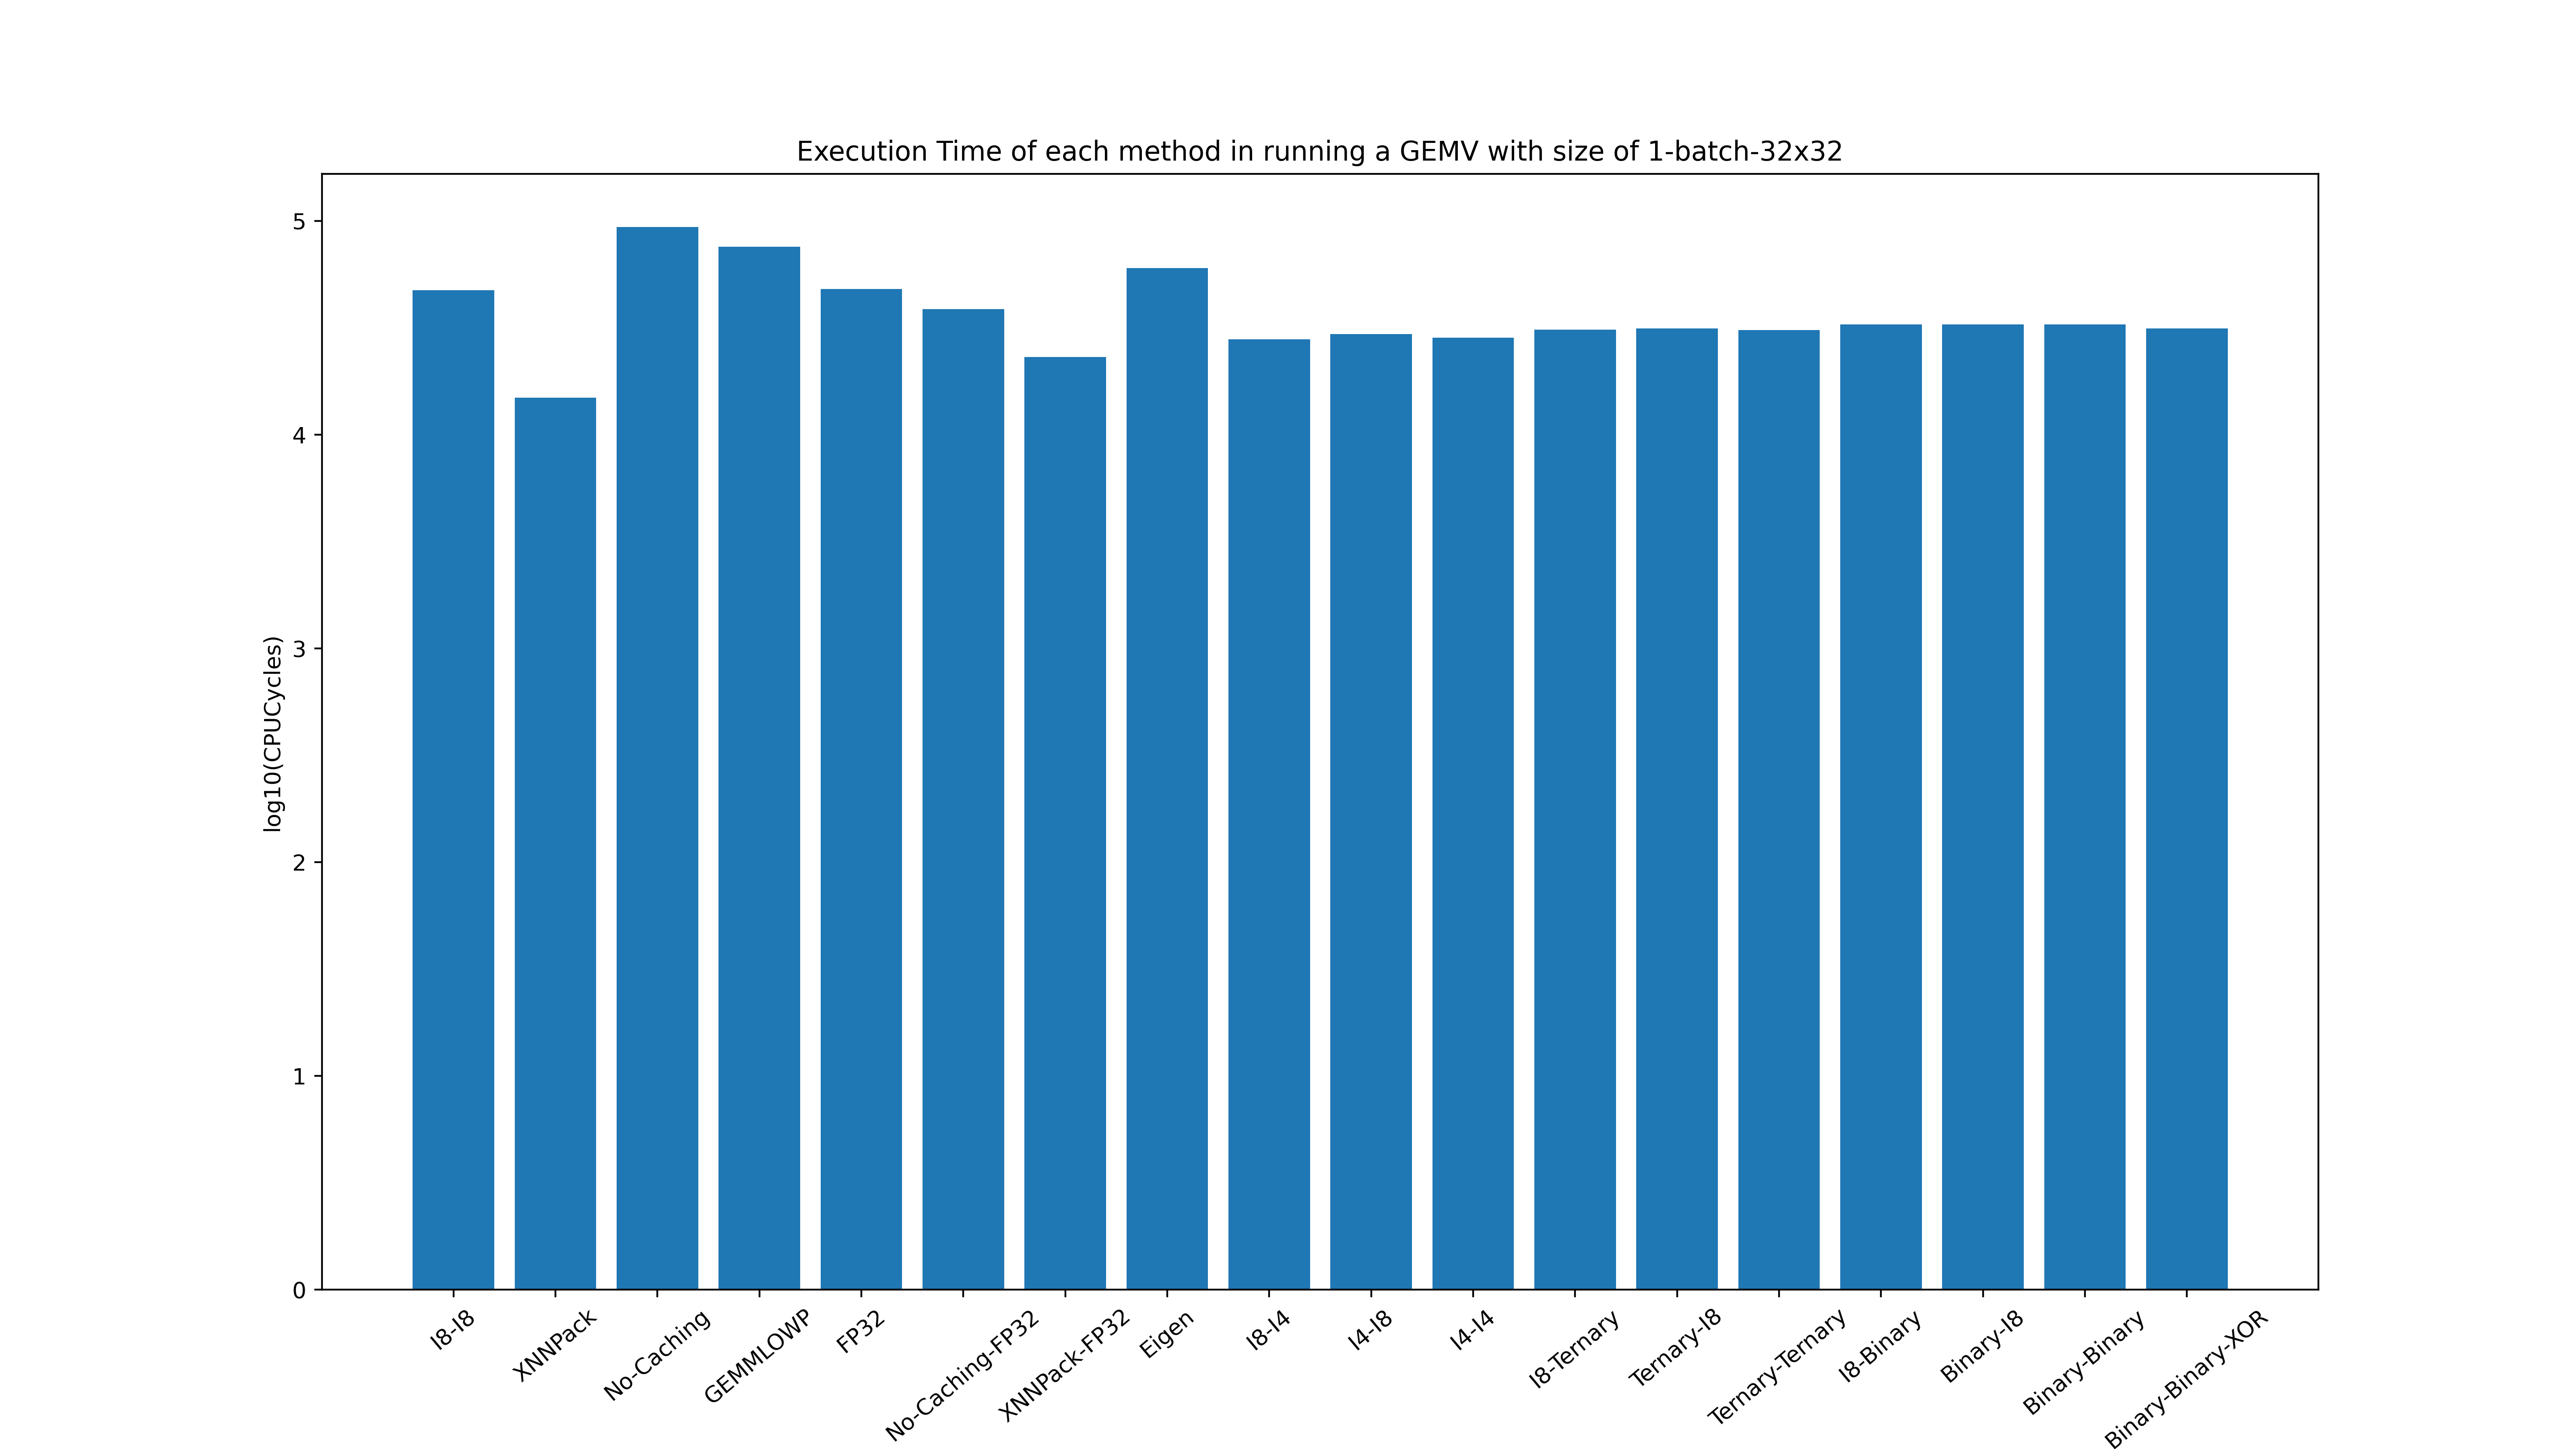 Execution Time of each method in running a GEMV with size of 1-batch-32x32
log10(CPUCycles)
5
4
3
2
1
0
I8-I8
XNNPack
No-Caching
GEMMLOWP
FP32
No-Caching-FP32
XNNPack-FP32
Eigen
I8-I4
I4-I8
I4-I4
I8-Ternary
Ternary-I8
Ternary-Ternary
I8-Binary
Binary-I8
Binary-Binary
Binary-Binary-XOR